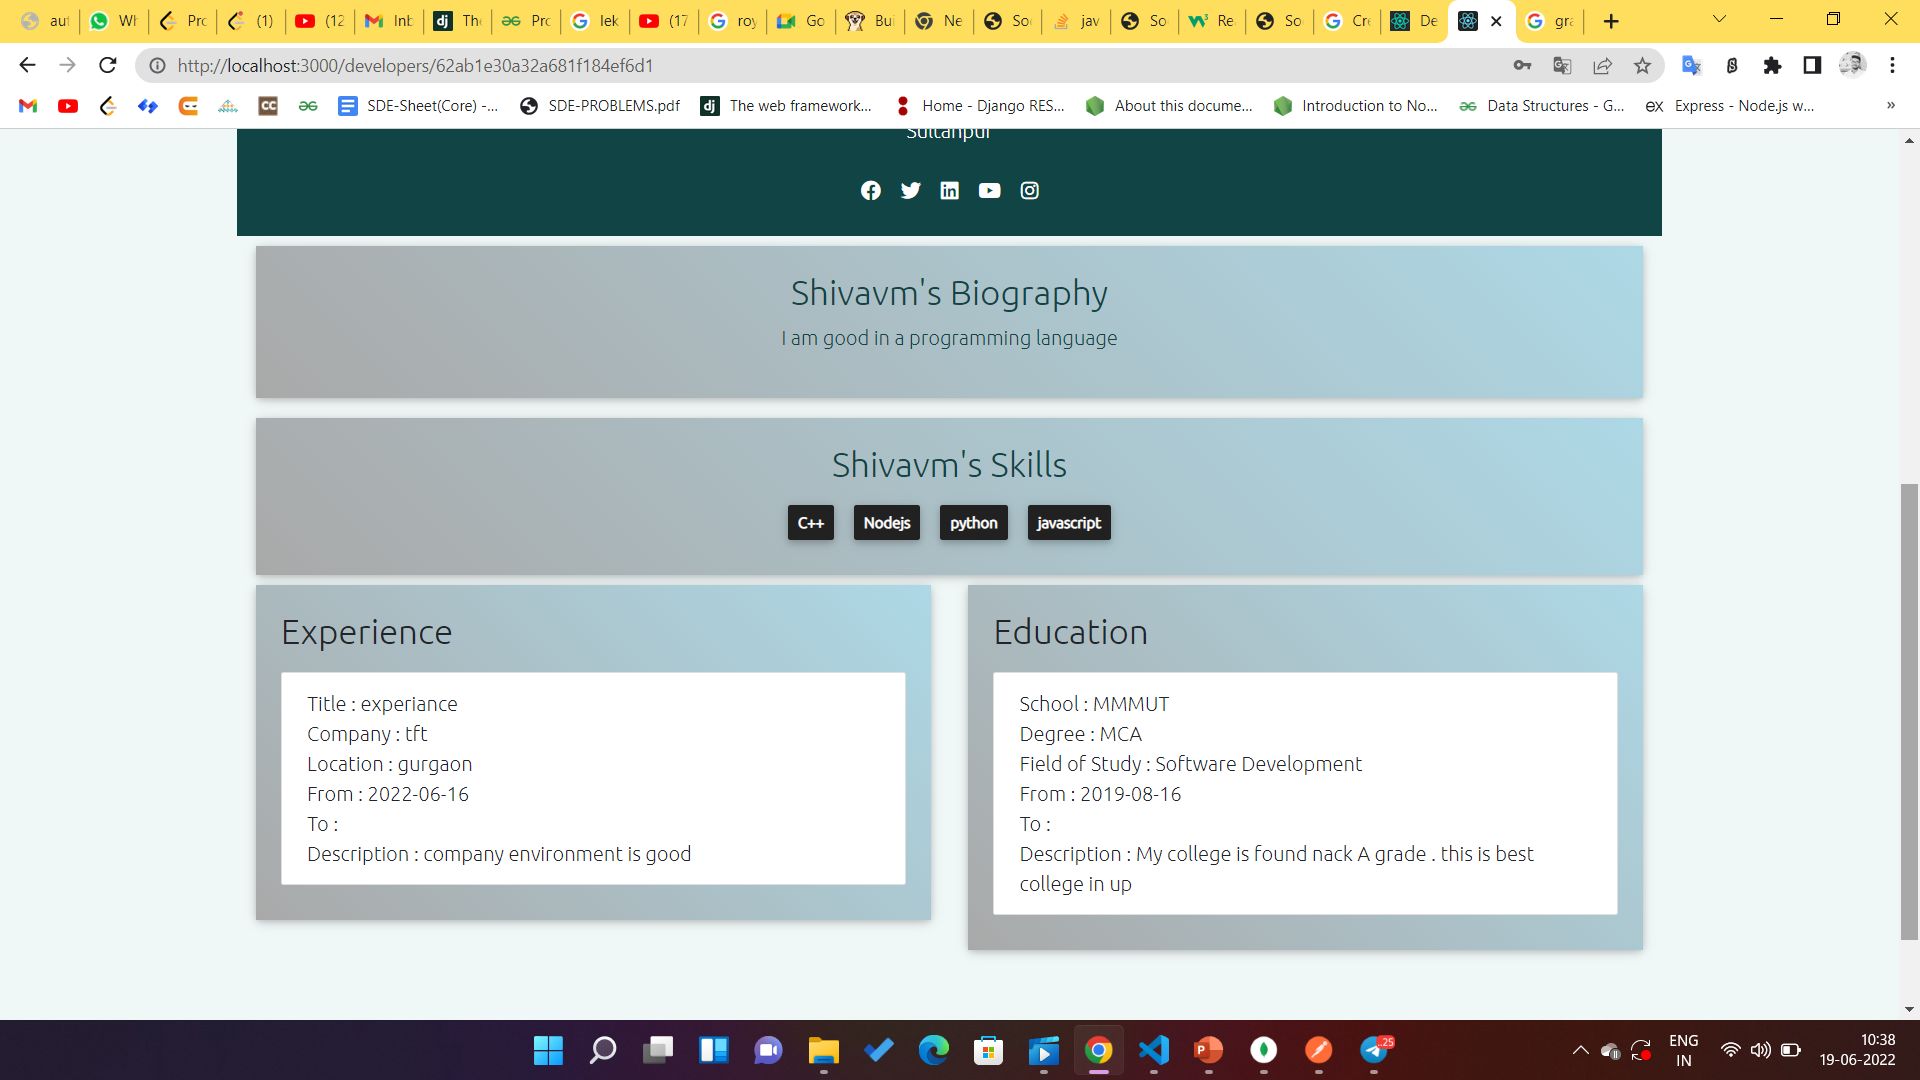 auf
Wh
Pro
(1)
(12
Inb
The
Pro
lek
(17
roy
Go
Bui
Ne
Soc
jav
So
Rea
So
Cre
De
gra
http://localhost:3000/developers/62ab1e30a32a681f184ef6d1
SDE-Sheet(Core) -...
SDE-PROBLEMS.pdf
The web framework...
Home - Django RES...
About this docume...
Introduction to No...
Data Structures - G...
Express - Node.js w...
Sultanpur
Shivavm's Biography
I am good in a programming language
Shivavm's Skills
C++ Nodejs python javascript
Experience
Title : experiance
Company : tft
Location : gurgaon
From : 2022-06-16
To :
Description : company environment is good
Education
School : MMMUT
Degree : MCA
Field of Study : Software Development
From : 2019-08-16
To :
Description : My college is found nack A grade . this is best
college in up
ENG
IN
10:38
19-06-2022